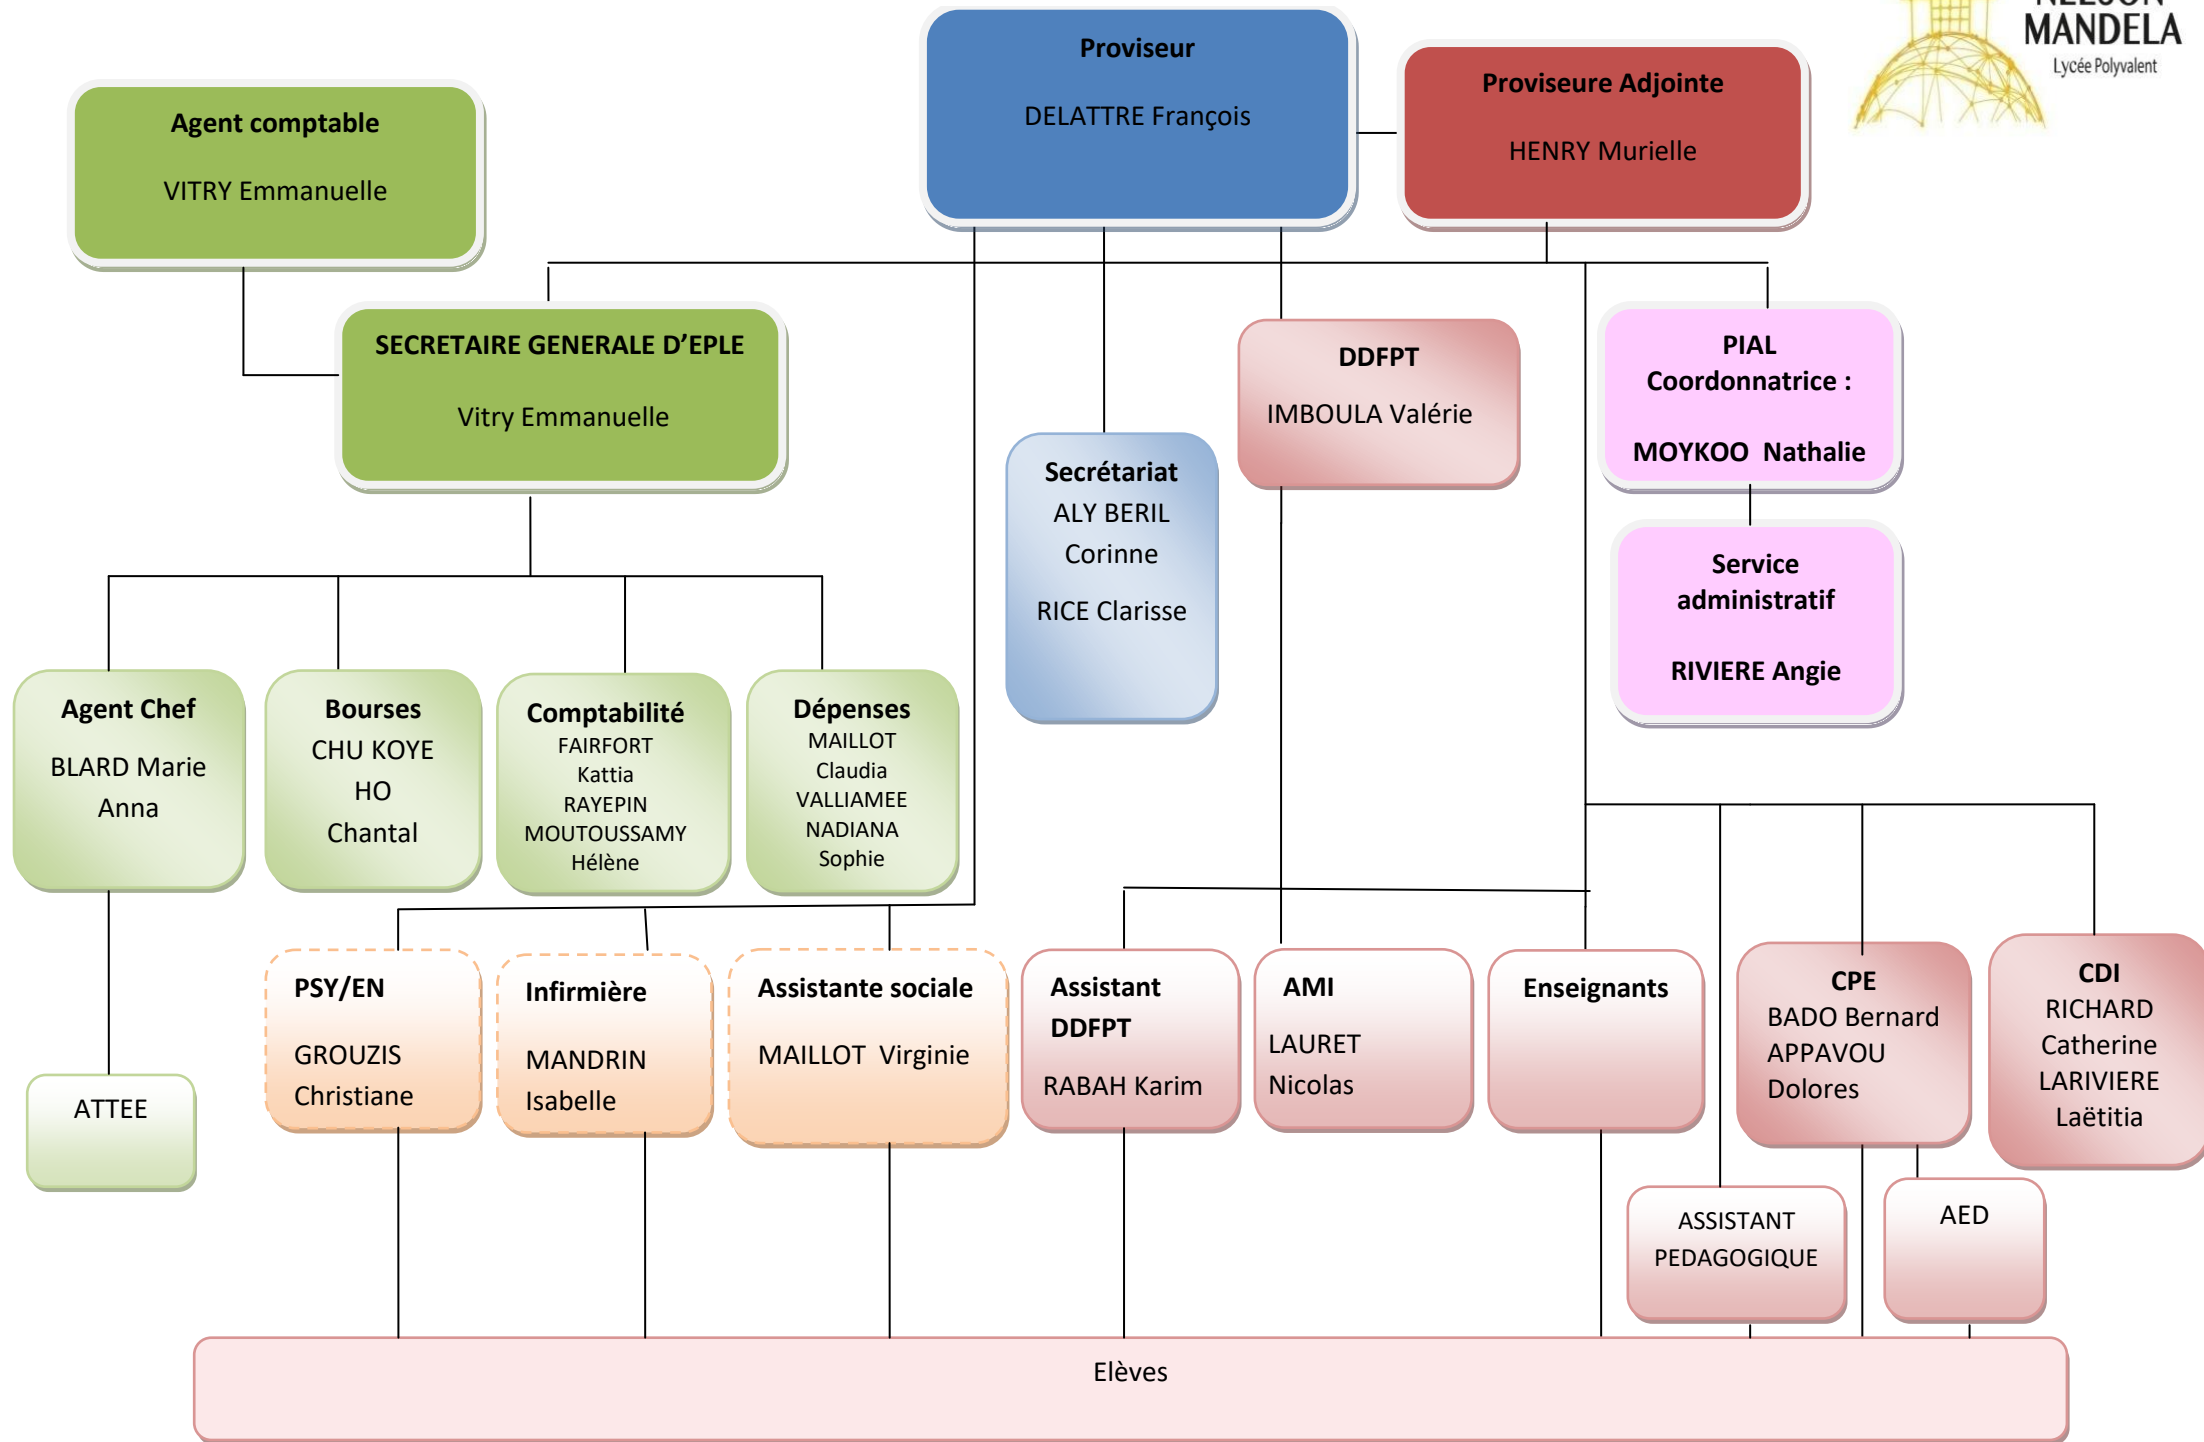 NELSON
MANDELA
Lycée Polyvalent
Proviseur
DELATTRE François
Proviseure Adjointe
HENRY Murielle
Agent comptable
VITRY Emmanuelle
SECRETAIRE GENERALE D’EPLE
Vitry Emmanuelle
DDFPT
IMBOULA Valérie
PIAL
Coordonnatrice :
MOYKOO  Nathalie
Secrétariat
ALY BERIL
Corinne
RICE Clarisse
Service
administratif
RIVIERE Angie
Agent Chef
BLARD Marie
Anna
Bourses
CHU KOYE
HO
Chantal
Comptabilité
FAIRFORT
Kattia
RAYEPIN
MOUTOUSSAMY
Hélène
Dépenses
MAILLOT
Claudia
VALLIAMEE
NADIANA
Sophie
ATTEE
PSY/EN
GROUZIS
Christiane
Infirmière
MANDRIN
Isabelle
Assistante sociale
MAILLOT  Virginie
Assistant
DDFPT
RABAH Karim
AMI
LAURET
Nicolas
Enseignants
CPE
BADO Bernard
APPAVOU
Dolores
CDI
RICHARD
Catherine
LARIVIERE
Laëtitia
ASSISTANT
PEDAGOGIQUE
AED
Elèves